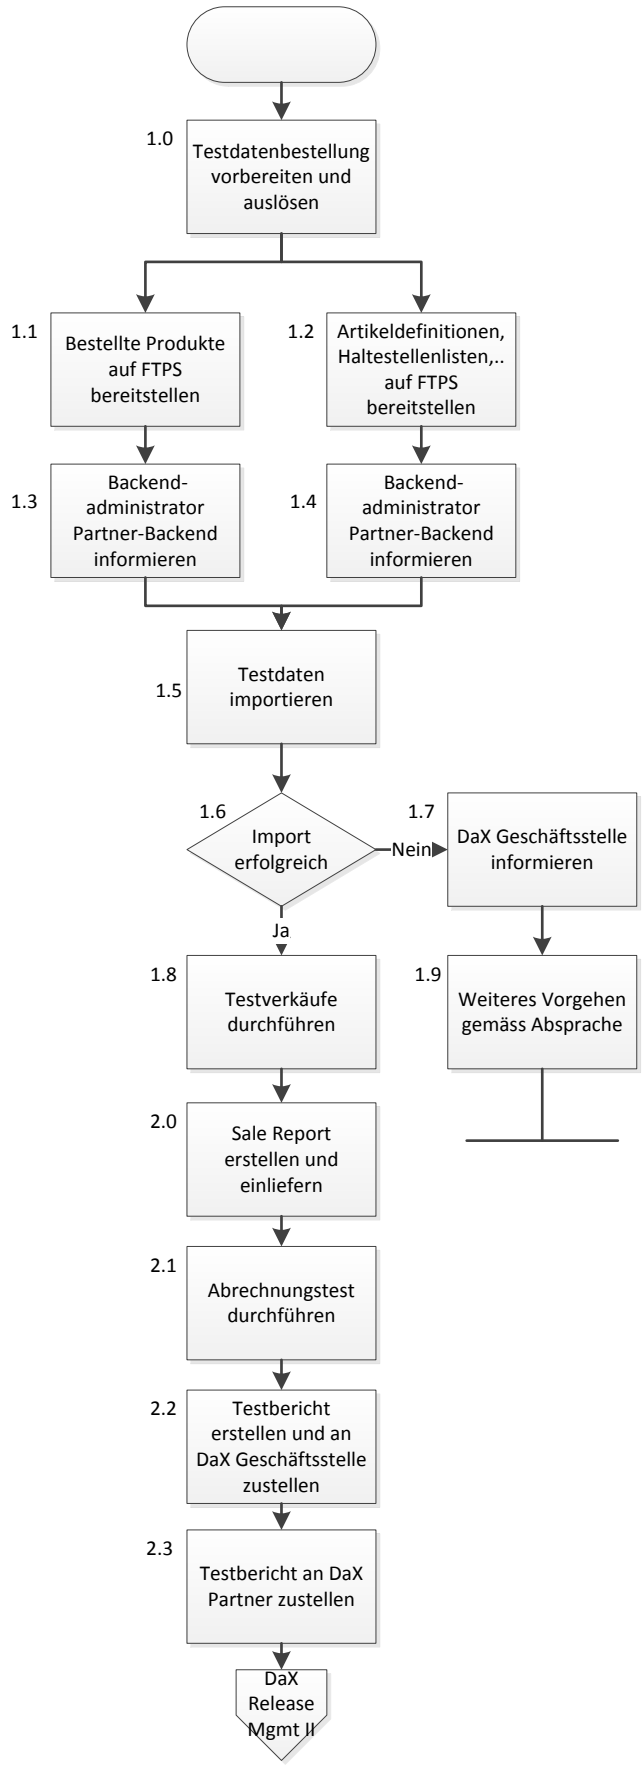 1.0
Testdatenbestellung
vorbereiten und
auslösen
1.1
Bestellte Produkte
auf FTPS
bereitstellen
1.2
Artikeldefinitionen,
Haltestellenlisten,..
auf FTPS
bereitstellen
1.3
Backend-
administrator
Partner-Backend
informieren
1.4
Backend-
administrator
Partner-Backend
informieren
1.5
Testdaten
importieren
1.6
Import
erfolgreich
Nein
1.7
DaX Geschäftsstelle
informieren
Ja
1.8
Testverkäufe
durchführen
1.9
Weiteres Vorgehen
gemäss Absprache
2.0
Sale Report
erstellen und
einliefern
2.1
Abrechnungstest
durchführen
2.2
Testbericht
erstellen und an
DaX Geschäftsstelle
zustellen
2.3
Testbericht an DaX
Partner zustellen
DaX
Release
Mgmt II